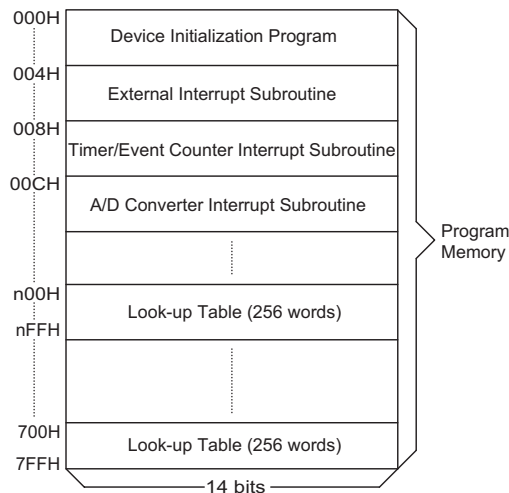 000H
Device Initialization Program
004H
External Interrupt Subroutine
008H
Timer/Event Counter Interrupt Subroutine
00CH
A/D Converter Interrupt Subroutine
Program
Memory
n00H
Look-up Table (256 words)
nFFH
700H
Look-up Table (256 words)
7FFH
14 bits